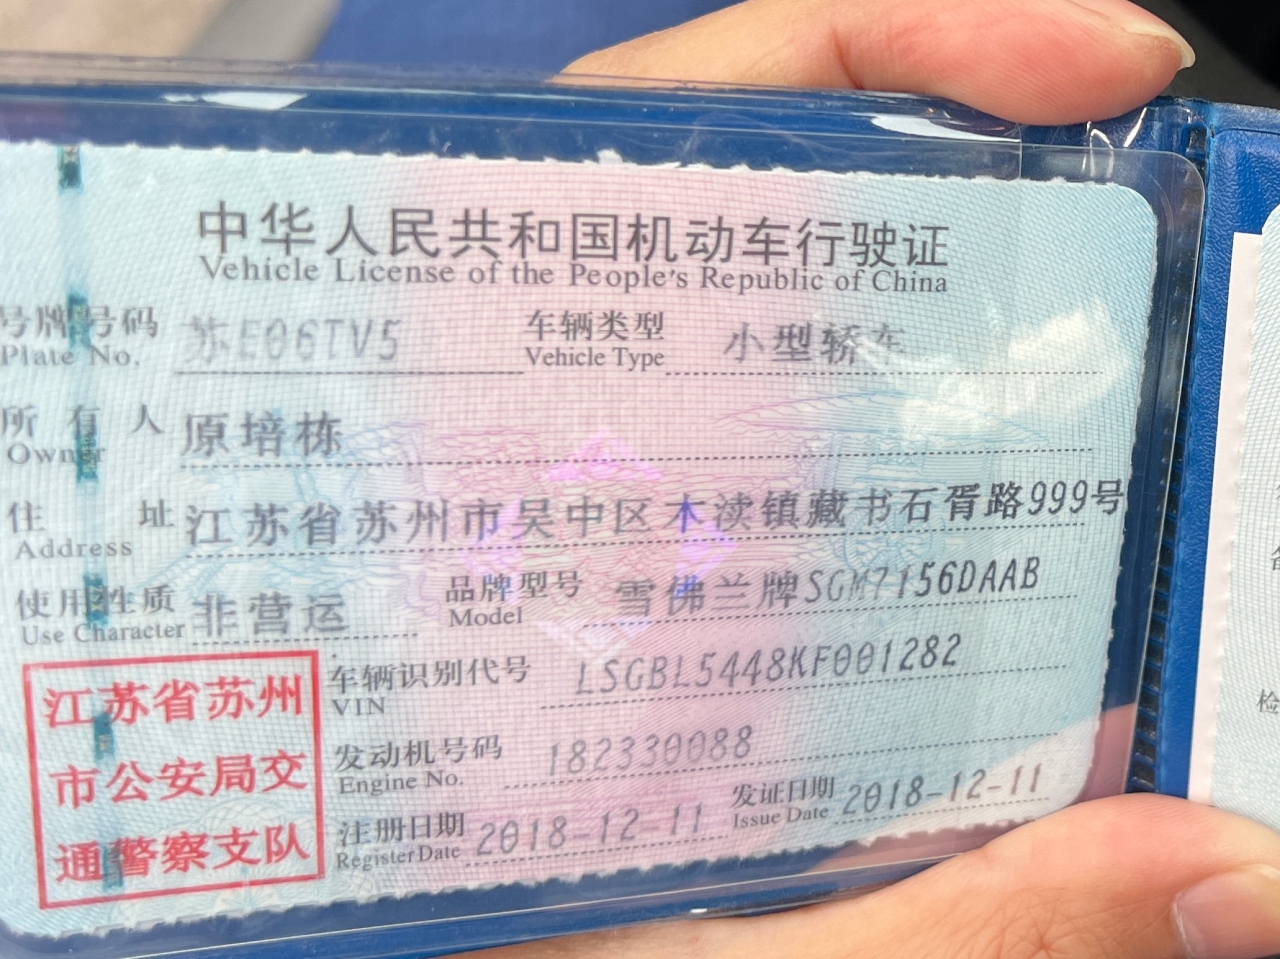 中华人民共和国机动车行驶证
Vehicle License of the People's Republic of China
号牌号码 苏E06TV5 车辆类型 小型轿车
Plate No. Vehicle Type
所有人 原培栋
Owner
住址 江苏省苏州市吴中区木渎镇藏书石胥路999号
Address
使用性质 非营运 品牌型号 雪佛兰牌SGM7156DAAB
Use Character Model
车辆识别代号 LSGBL5448KF001282
VIN
发动机号码 182330088
Engine No.
注册日期 2018-12-11 发证日期 2018-12-11
Register Date Issue Date
江苏省苏州
市公安局交
通警察支队
检